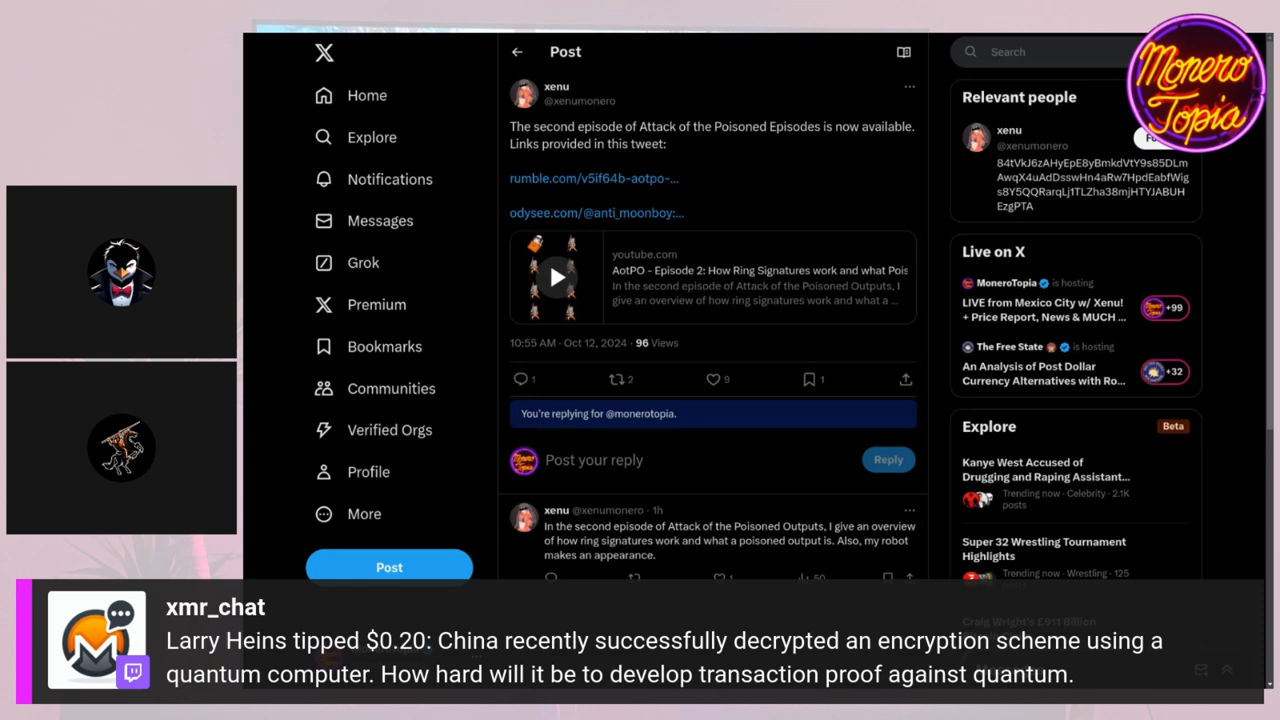 Monero
Topia
Post
Search
Home
Explore
Notifications
Messages
Grok
Premium
Bookmarks
Communities
Verified Orgs
Profile
More
Post
xenu
@xenumonero
The second episode of Attack of the Poisoned Episodes is now available.
Links provided in this tweet:
rumble.com/v5if64b-aotpo-...
odysee.com/@anti_moonboy:...
youtube.com
AotPO - Episode 2: How Ring Signatures work and what Pois
In the second episode of Attack of the Poisoned Outputs, I
give an overview of how ring signatures work and what a ...
10:55 AM · Oct 12, 2024 · 96 Views
1
2
9
1
You're replying for @monerotopia.
Post your reply
Reply
xenu @xenumonero · 1h
In the second episode of Attack of the Poisoned Outputs, I give an overview
of how ring signatures work and what a poisoned output is. Also, my robot
makes an appearance.
1
50
Relevant people
xenu
@xenumonero
84tVkJ6zAHyEpE8yBmkdVtY9s85DLm
AwqX4uAdDsswHn4aRw7HpdEabfWig
s8Y5QQRarqLj1TLZha38mjHTYJABUH
EzgPTA
Live on X
MoneroTopia is hosting
LIVE from Mexico City w/ Xenu!
+ Price Report, News & MUCH ...
+99
The Free State is hosting
An Analysis of Post Dollar
Currency Alternatives with Ro...
+32
Explore
Beta
Kanye West Accused of
Drugging and Raping Assistant...
Trending now · Celebrity · 2.1K
posts
Super 32 Wrestling Tournament
Highlights
Trending now · Wrestling · 125
Craig Wright's £911 Billion
xmr_chat
Larry Heins tipped $0.20: China recently successfully decrypted an encryption scheme using a
quantum computer. How hard will it be to develop transaction proof against quantum.